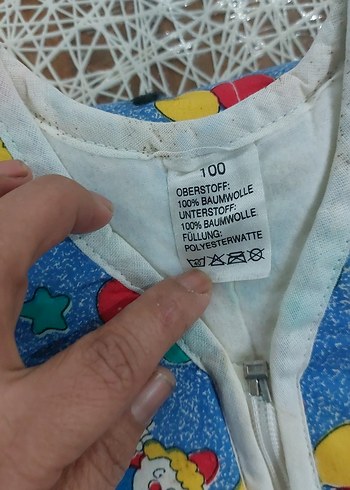 100
OBERSTOFF:
100% BAUMWOLLE
UNTERSTOFF:
100% BAUMWOLLE
FÜLLUNG:
POLYESTERWATTE